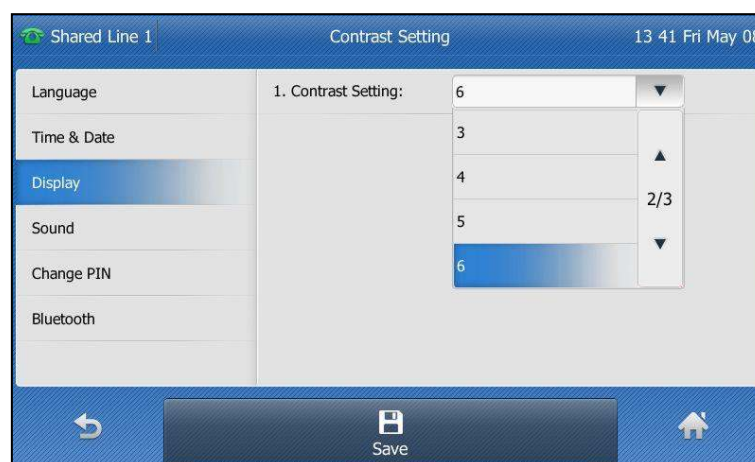 Shared Line 1
Contrast Setting
13 41 Fri May 08
Language
Time & Date
Display
Sound
Change PIN
Bluetooth
1. Contrast Setting:
6
3
4
5
6
2/3
Save